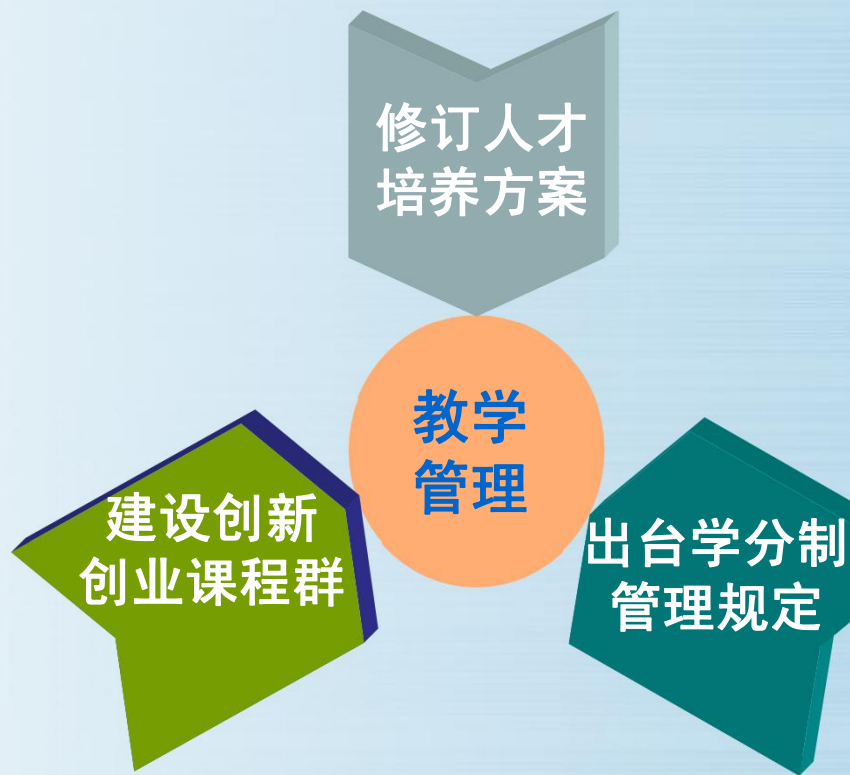 修订人才
培养方案
教学
管理
建设创新
创业课程群
出台学分制
管理规定